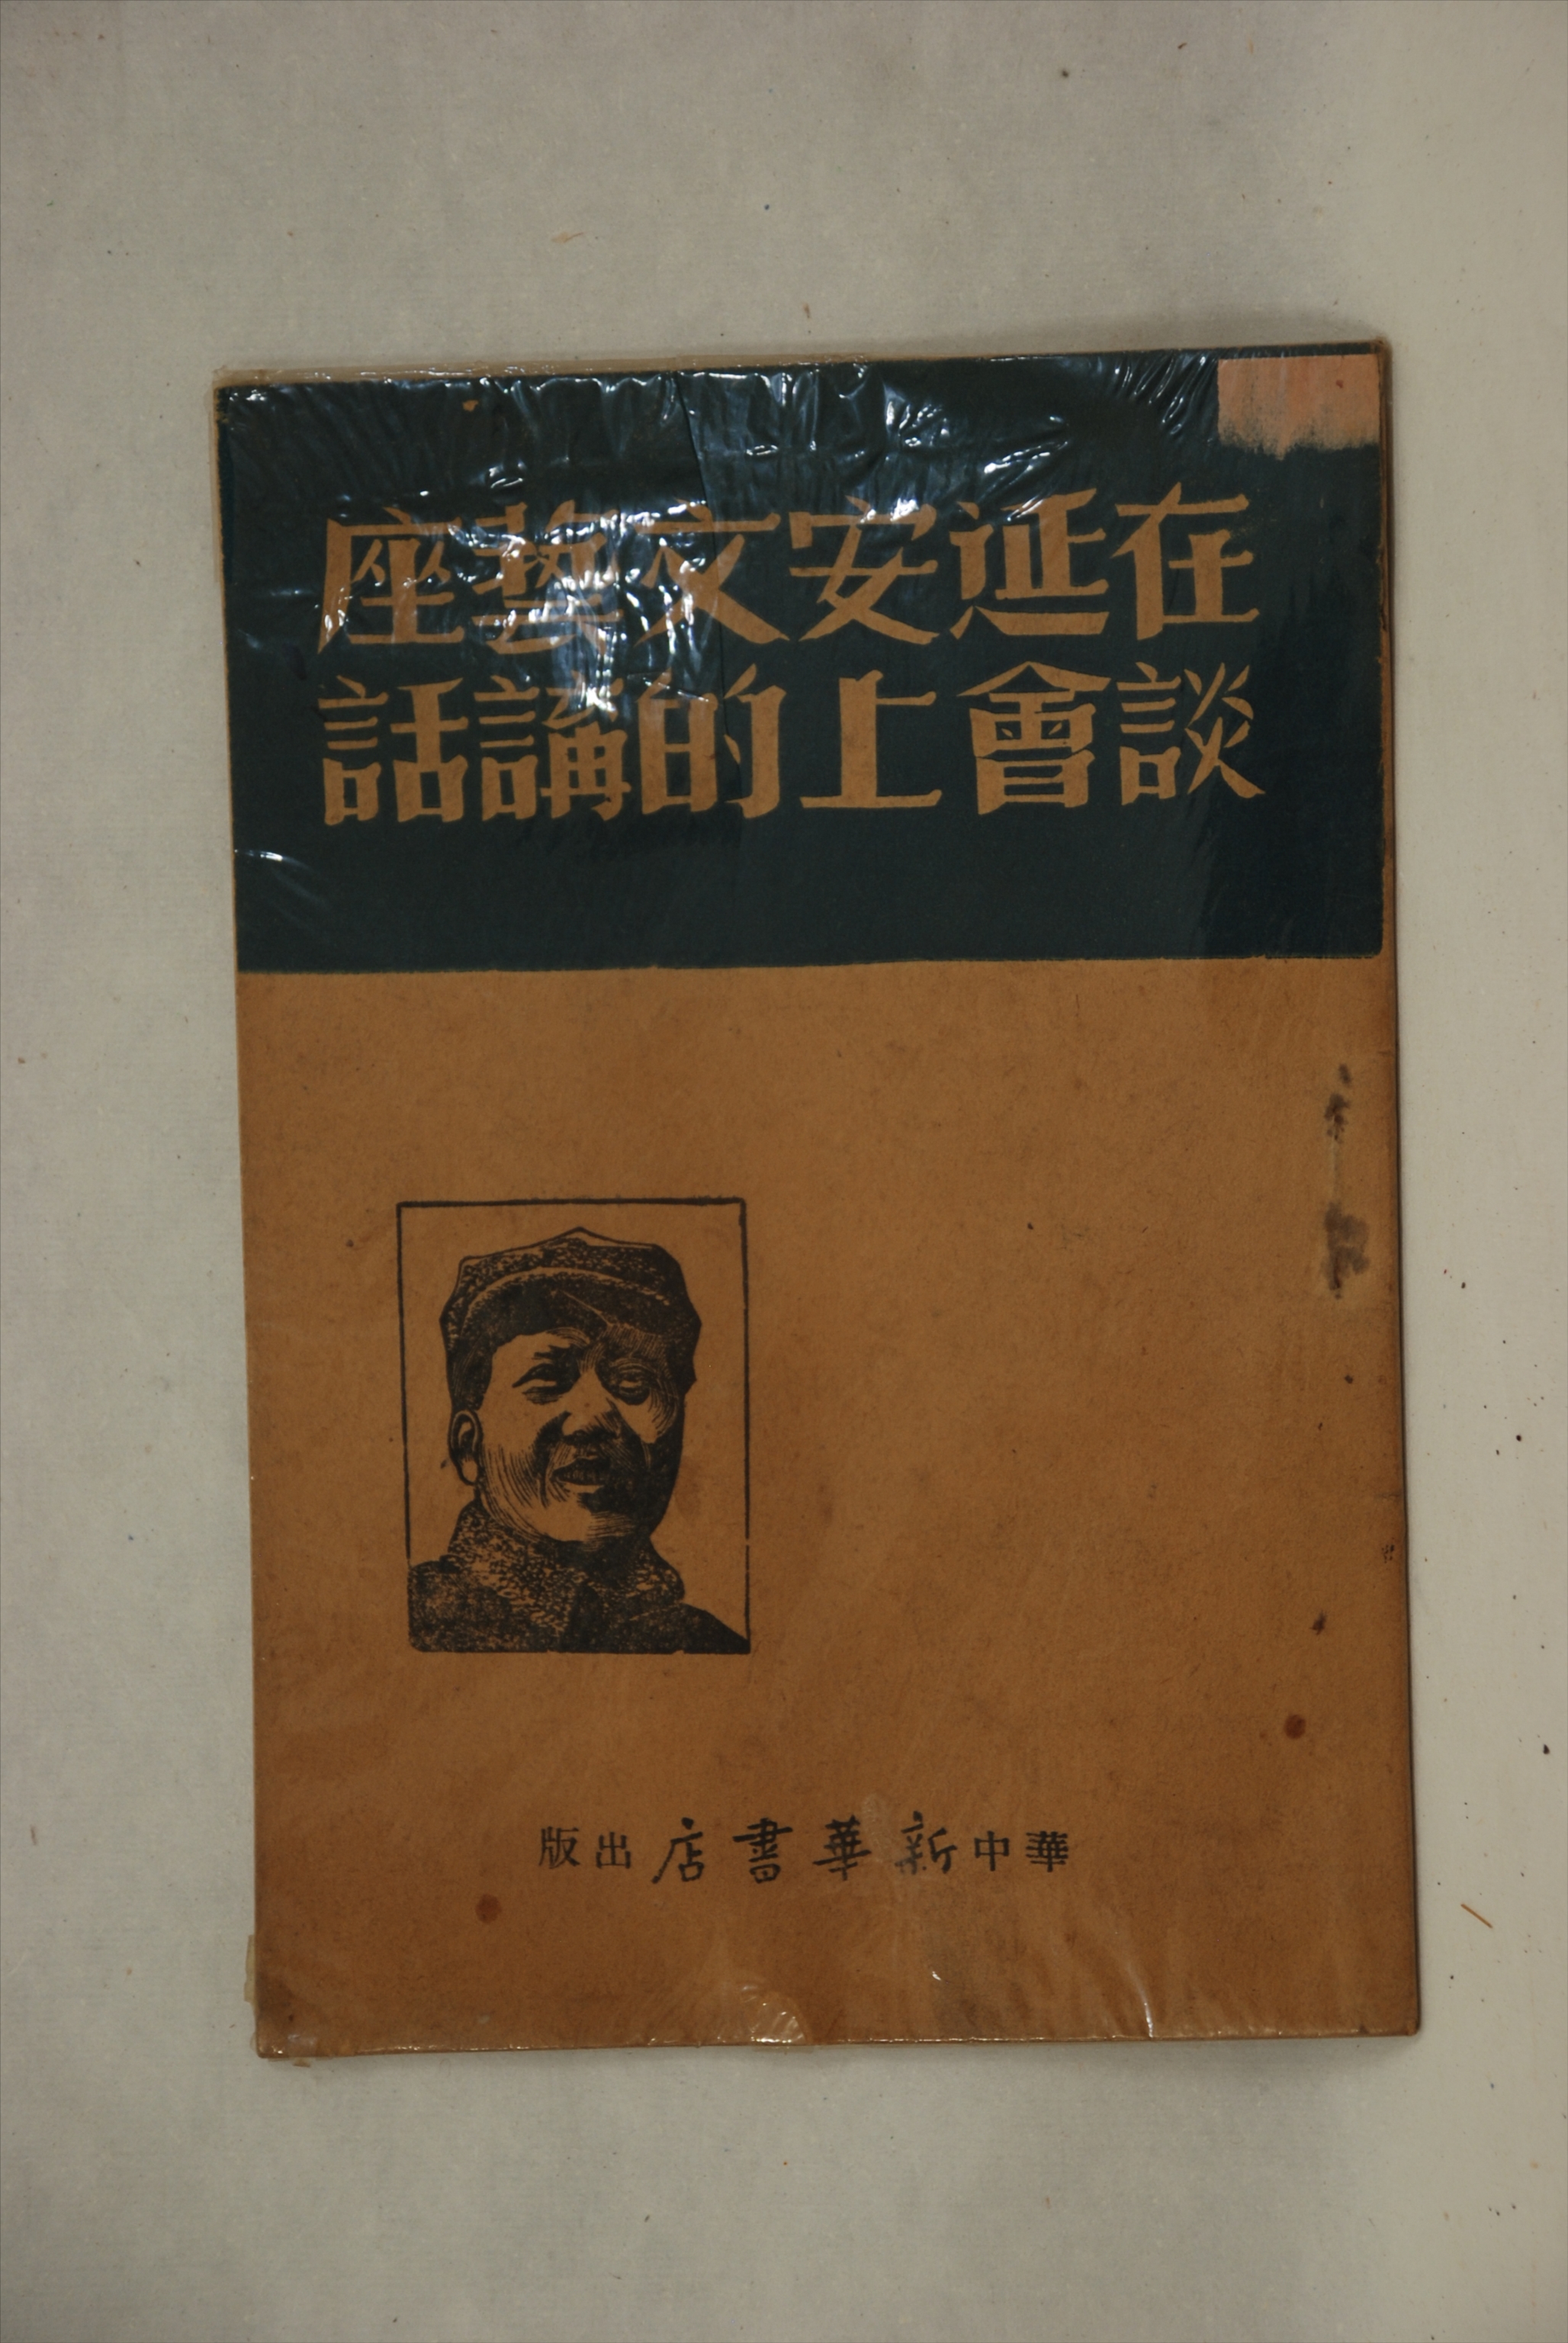 在延安文藝座
談會上的講話
華中新華書店出版